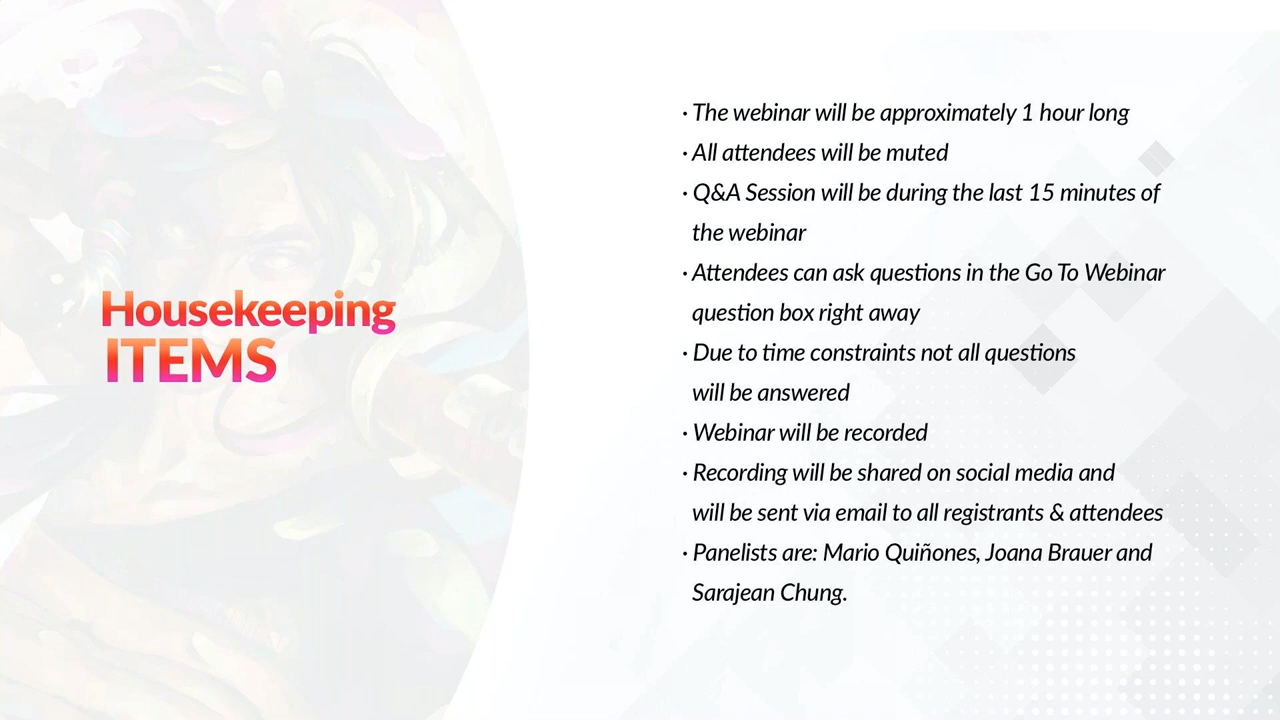 Housekeeping
ITEMS
· The webinar will be approximately 1 hour long
· All attendees will be muted
· Q&A Session will be during the last 15 minutes of
the webinar
· Attendees can ask questions in the Go To Webinar
question box right away
· Due to time constraints not all questions
will be answered
· Webinar will be recorded
· Recording will be shared on social media and
will be sent via email to all registrants & attendees
· Panelists are: Mario Quiñones, Joana Brauer and
Sarajean Chung.